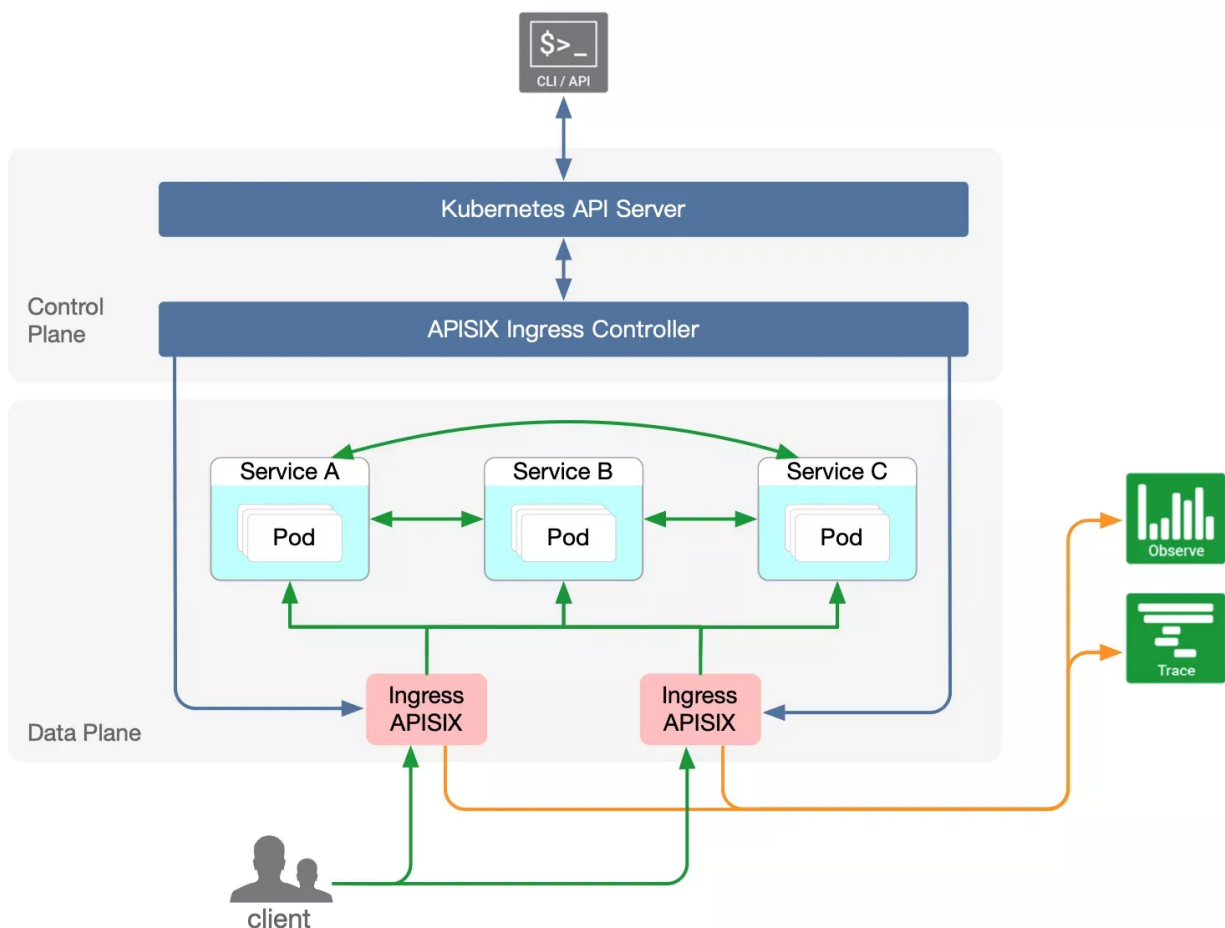 $>_
CLI / API
Kubernetes API Server
Control
Plane
APISIX Ingress Controller
Service A
Service B
Service C
Pod
Pod
Pod
Observe
Trace
Ingress
APISIX
Ingress
APISIX
Data Plane
client